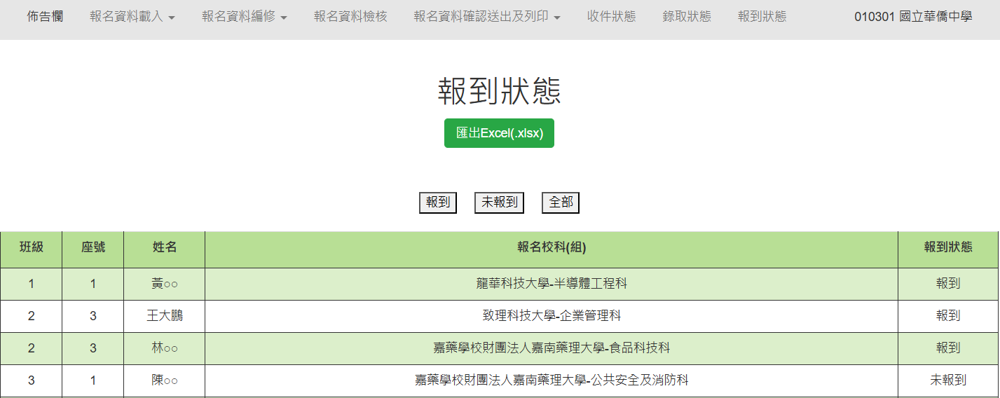 佈告欄 報名資料載入 報名資料編修 報名資料檢核 報名資料確認送出及列印 收件狀態 錄取狀態 報到狀態 010301 國立華僑中學
報到狀態
匯出Excel(.xlsx)
報到 未報到 全部
班級 座號 姓名 報名校科(組) 報到狀態
1 1 黃○○ 龍華科技大學-半導體工程科 報到
2 3 王大鵬 致理科技大學-企業管理科 報到
2 3 林○○ 嘉藥學校財團法人嘉南藥理大學-食品科技科 報到
3 1 陳○○ 嘉藥學校財團法人嘉南藥理大學-公共安全及消防科 未報到